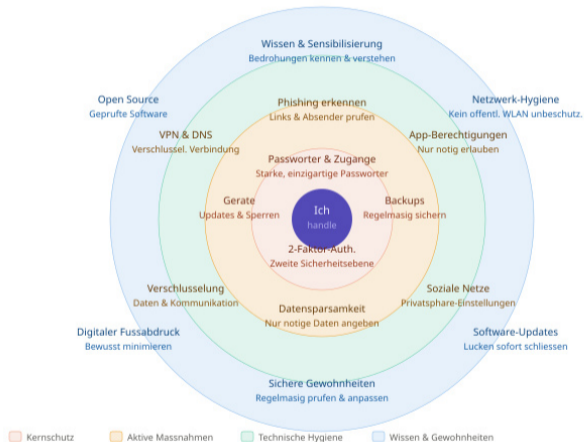 Wissen & Sensibilisierung
Bedrohungen kennen & verstehen
Open Source
Geprufte Software
Netzwerk-Hygiene
Kein offentl. WLAN unbeschutz.
Phishing erkennen
Links & Absender prufen
VPN & DNS
Verschlussel. Verbindung
App-Berechtigungen
Nur notig erlauben
Passworter & Zugange
Starke, einzigartige Passworter
Gerate
Updates & Sperren
Ich
handle
Backups
Regelmasig sichern
2-Faktor-Auth.
Zweite Sicherheitsebene
Verschlusselung
Daten & Kommunikation
Soziale Netze
Privatsphare-Einstellungen
Datensparsamkeit
Nur notige Daten angeben
Digitaler Fussabdruck
Bewusst minimieren
Software-Updates
Lucken sofort schliessen
Sichere Gewohnheiten
Regelmasig prufen & anpassen
Kernschutz
Aktive Massnahmen
Technische Hygiene
Wissen & Gewohnheiten